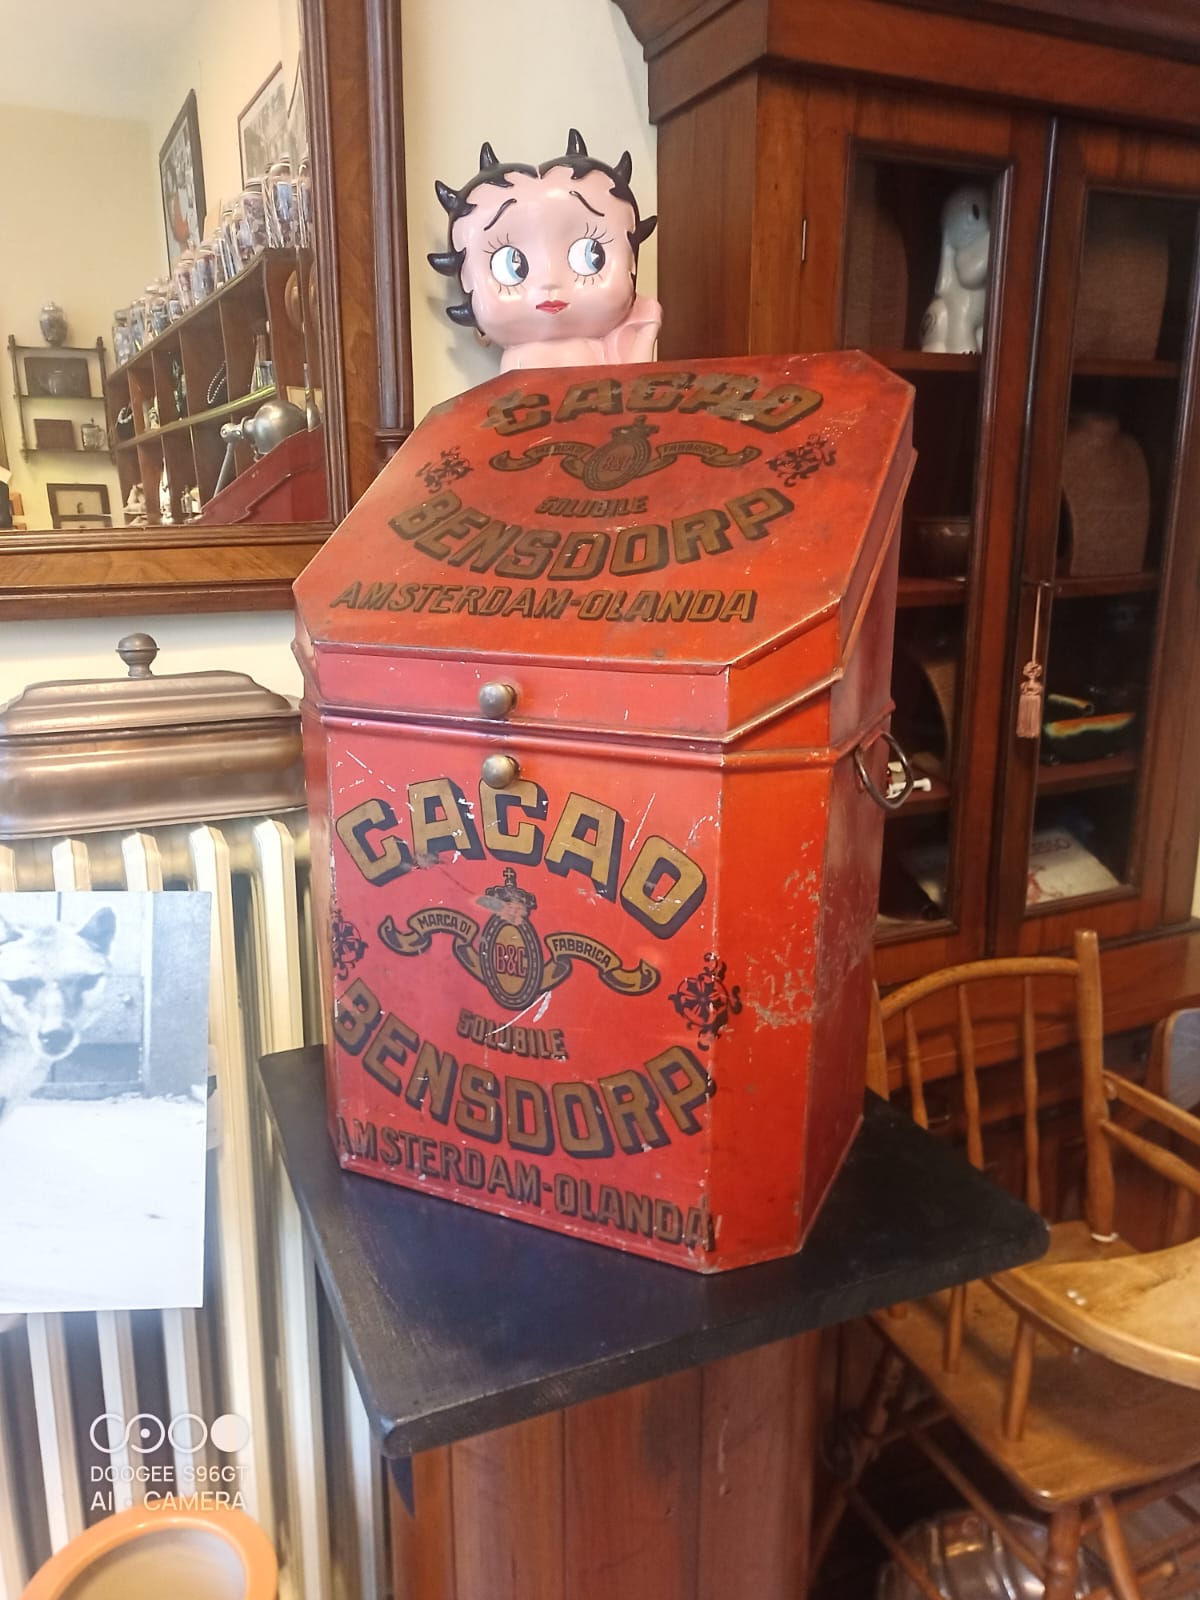 CACAO
MARCA DI FABBRICA
B&C
SOLUBILE
BENSDORP
AMSTERDAM-OLANDA
CACAO
MARCA DI FABBRICA
B&C
SOLUBILE
BENSDORP
AMSTERDAM-OLANDA
DOOGEE S96GT
AI CAMERA